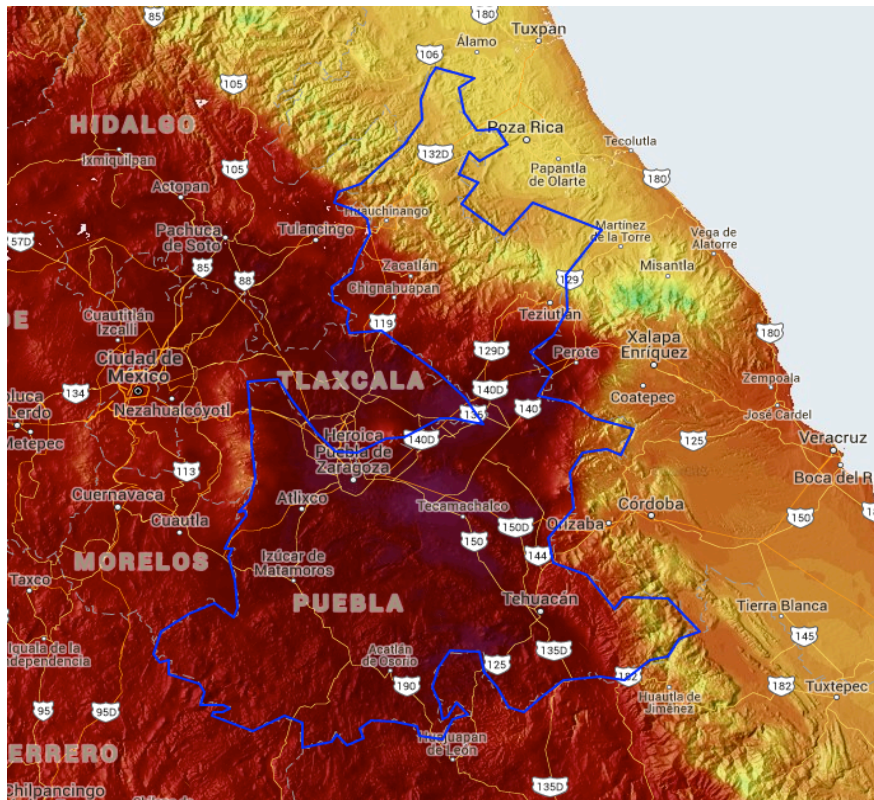 85
180
Tuxpan
Álamo
106
105
HIDALGO
Poza Rica
Tecolutla
Ixmiquilpan
132D
105
Papantla
de Olarte
180
Actopan
Huauchinango
Martínez
de la Torre
Vega de
Alatorre
Pachuca
de Soto
Tulancingo
57D
85
88
Zacatlán
Misantla
129
Chignahuapan
Cuautitlán
Izcalli
119
Teziutlán
180
Xalapa
Enríquez
DE
Ciudad de
México
129D
Perote
TLAXCALA
Zempoala
134
140D
Coatepec
Nezahualcóyotl
Lerdo
136
140
José Cardel
Metepec
Heroica
Puebla de
Zaragoza
140D
125
Veracruz
113
Boca del R
Cuernavaca
Atlixco
Tecamachalco
Córdoba
Cuautla
150D
Orizaba
150
150
144
MORELOS
Izúcar de
Matamoros
Taxco
PUEBLA
Tehuacán
Tierra Blanca
145
Iguala de la
Independencia
Acatlán
de Osorio
125
135D
182
190
182
Tuxtepec
Huautla de
Jiménez
95
95D
Huajuapan
de León
ERRERO
Chilpancingo
135D